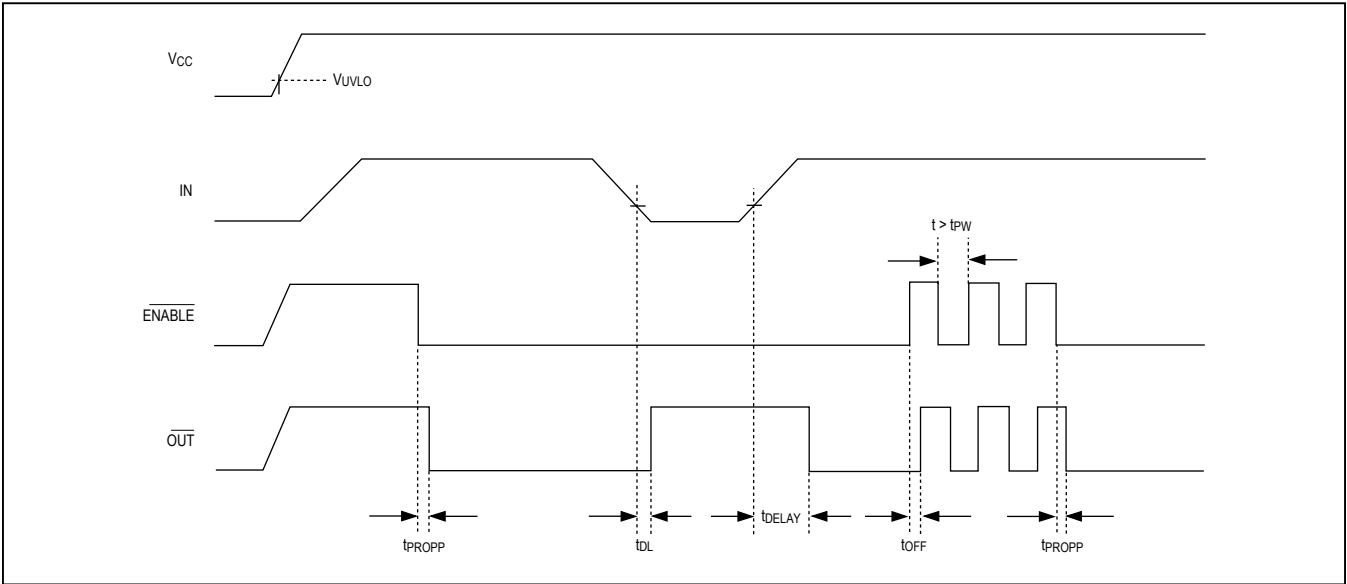 VCC
VUVLO
IN
t > tPW
ENABLE
OUT
tPROPP
tDL
tDELAY
tOFF
tPROPP